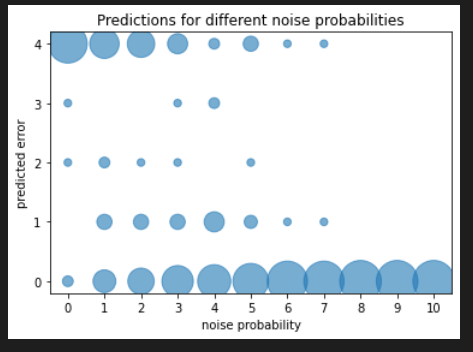 Predictions for different noise probabilities
4
3
2
1
0
predicted error
0 1 2 3 4 5 6 7 8 9 10
noise probability